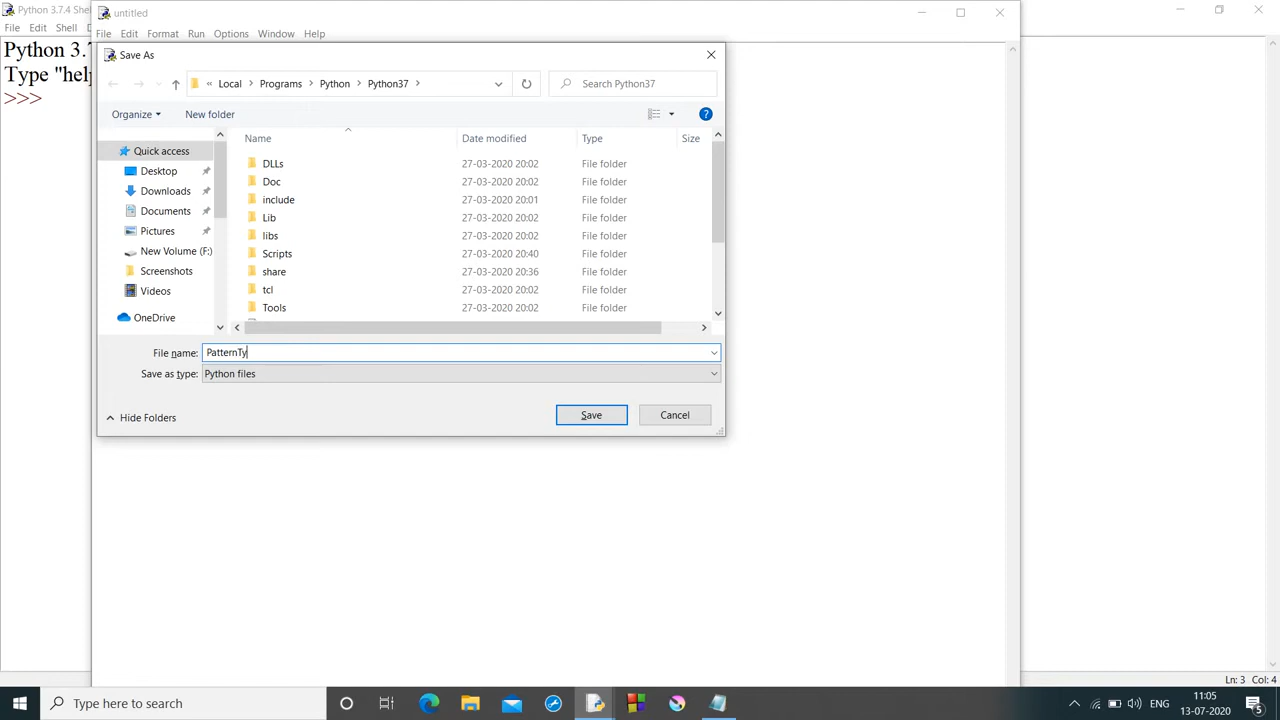 Python 3.7.4 She
untitled
File Edit Shell D
File Edit Format Run Options Window Help
Python 3.7
Type "help
>>>
Save As
« Local > Programs > Python > Python37 >
Search Python37
Organize
New folder
Name Date modified Type Size
Quick access
Desktop
Downloads
Documents
Pictures
New Volume (F:)
Screenshots
Videos
OneDrive
DLLs 27-03-2020 20:02 File folder
Doc 27-03-2020 20:02 File folder
include 27-03-2020 20:01 File folder
Lib 27-03-2020 20:02 File folder
libs 27-03-2020 20:02 File folder
Scripts 27-03-2020 20:40 File folder
share 27-03-2020 20:36 File folder
tcl 27-03-2020 20:02 File folder
Tools 27-03-2020 20:02 File folder
File name: PatternTy
Save as type: Python files
Hide Folders
Save
Cancel
Ln: 3 Col: 4
Type here to search
ENG
11:05
13-07-2020